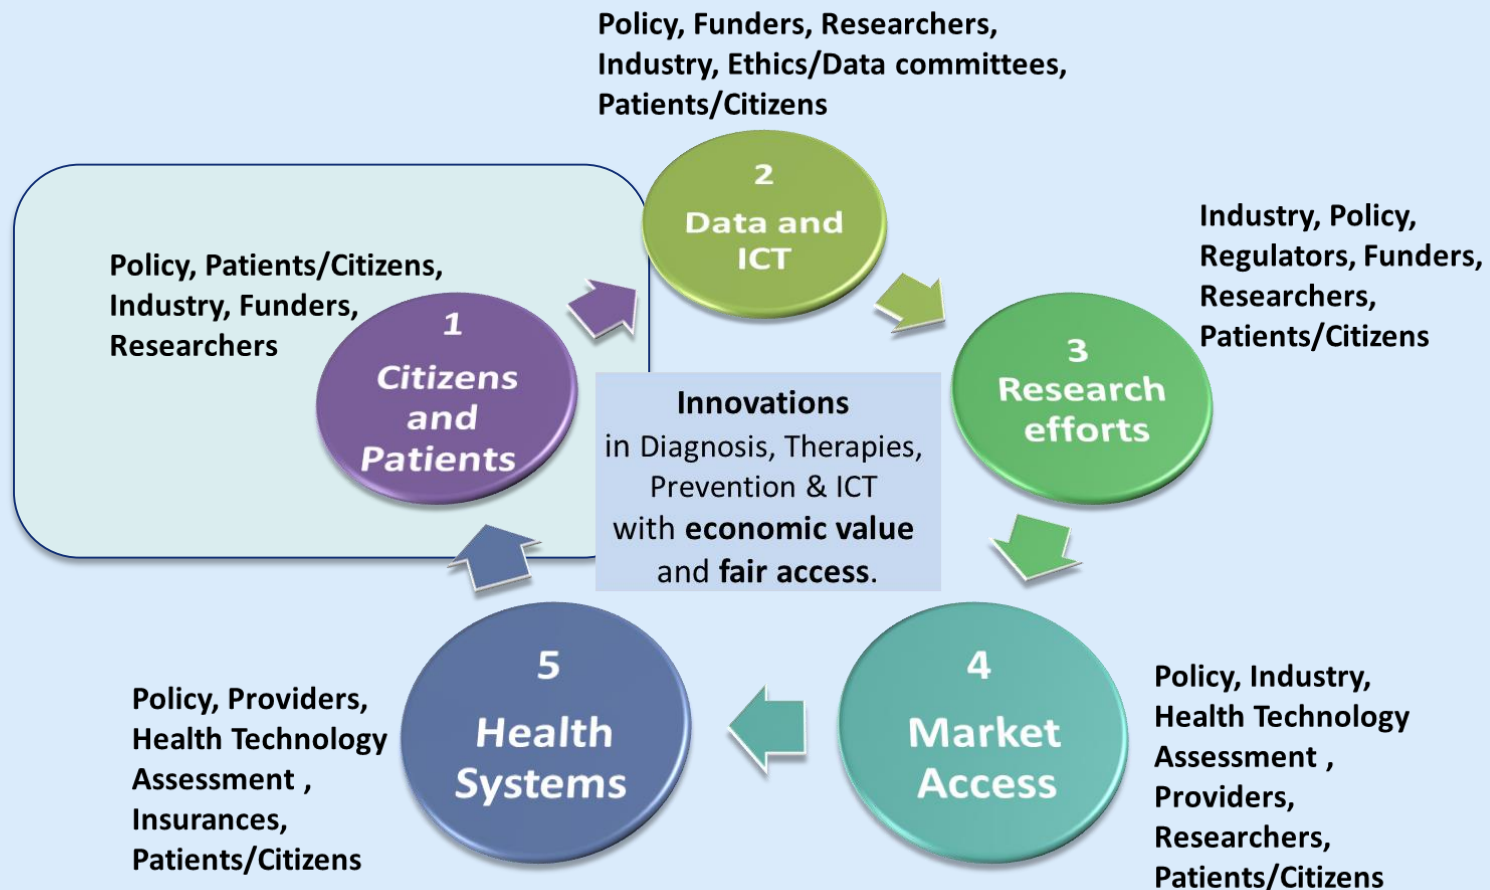 Policy, Funders, Researchers,
Industry, Ethics/Data committees,
Patients/Citizens
2
Data and
ICT
Policy, Patients/Citizens,
Industry, Funders,
Researchers
1
Citizens
and
Patients
Industry, Policy,
Regulators, Funders,
Researchers,
Patients/Citizens
3
Research
efforts
Innovations
in Diagnosis, Therapies,
Prevention & ICT
with economic value
and fair access.
5
Health
Systems
Policy, Providers,
Health Technology
Assessment ,
Insurances,
Patients/Citizens
4
Market
Access
Policy, Industry,
Health Technology
Assessment ,
Providers,
Researchers,
Patients/Citizens